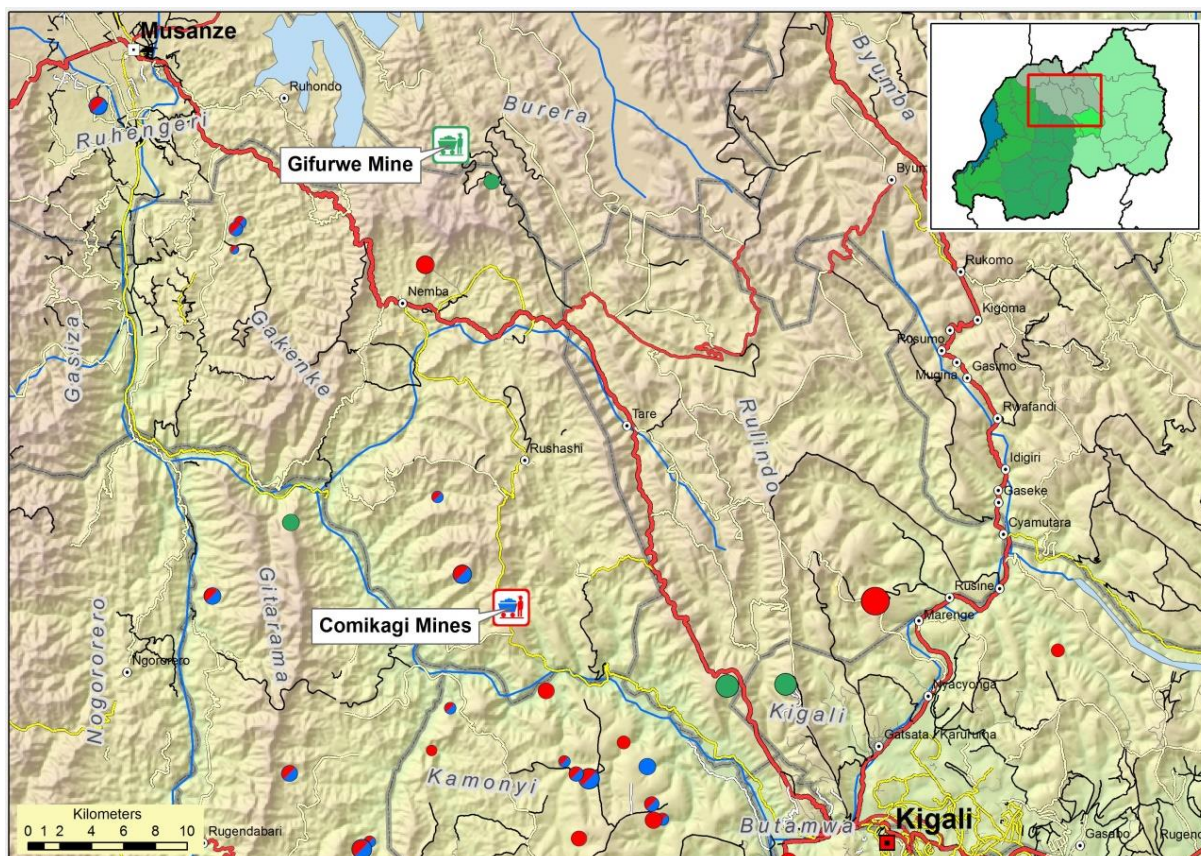 Musanze
Ruhondo
Ruhengeri
Burera
Byumba
Gifurwe Mine
Byum
Rukomo
Nemba
Kigoma
Rosumo
Gasimo
Mugina
Gasiza
Gakenke
Rwafandi
Tare
Rulindo
Rushashi
Idigiri
Gaseke
Cyamutara
Rusine
Comikagi Mines
Marenge
Gitarama
Ngororero
Nogororero
Nyacyonga
Kigali
Gatsata / Karuruma
Kamonyi
Kilometers
0 1 2 4 6 8 10
Butamwa
Kigali
Rugendabari
Gasabo
Rugend